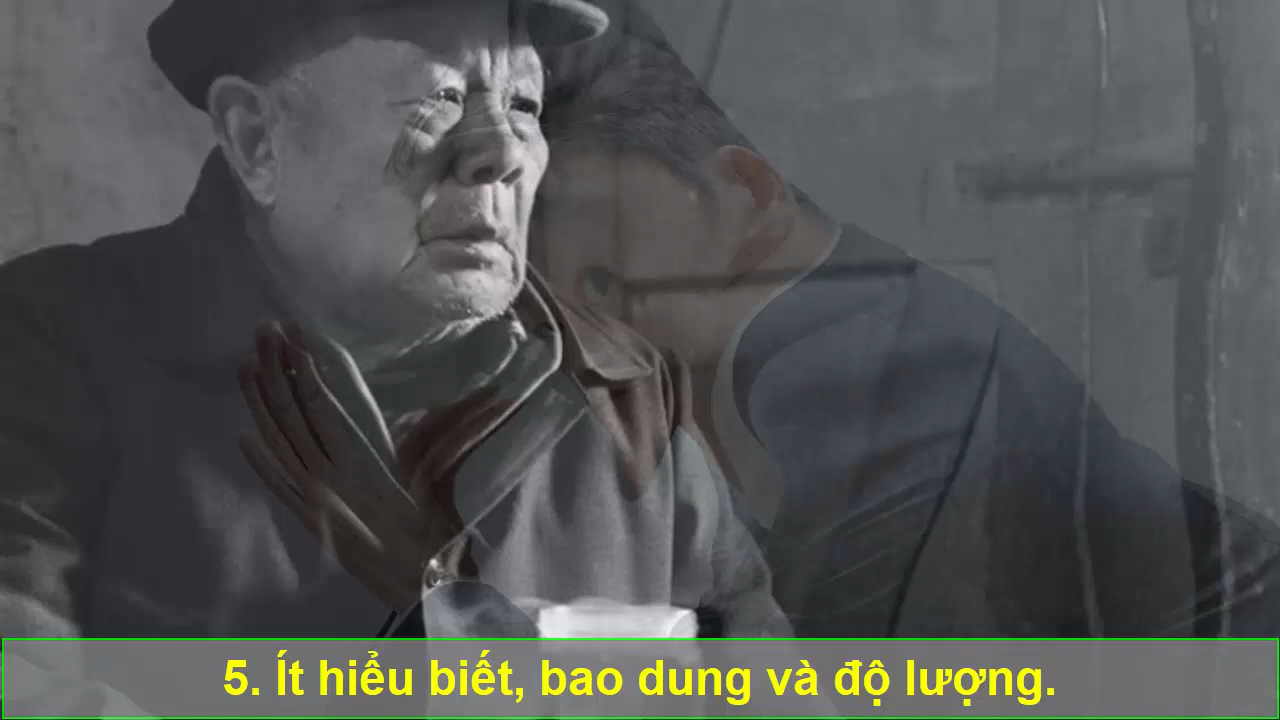 5. Ít hiểu biết, bao dung và độ lượng.